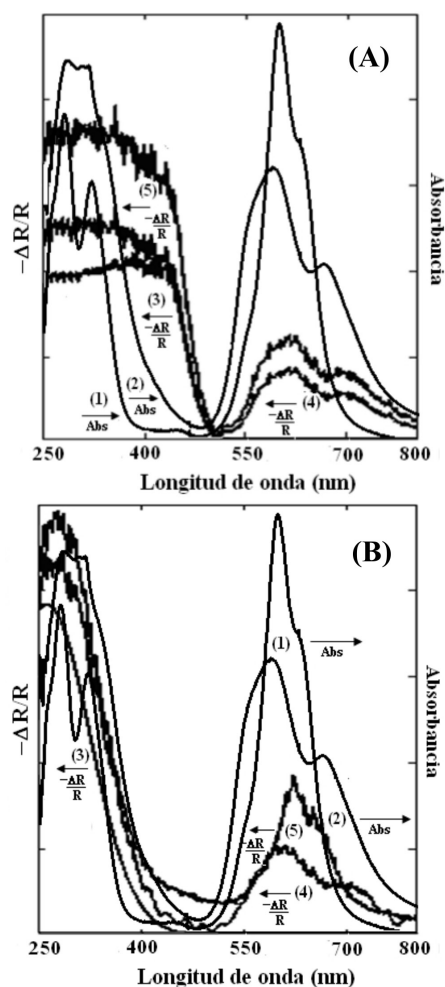 (A)
−ΔR/R
Absorbancia
(5)
−ΔR
R
(3)
−ΔR
R
(1)
Abs
(2)
Abs
(4)
−ΔR
R
250 400 550 700 800
Longitud de onda (nm)
(B)
−ΔR/R
Absorbancia
(1)
Abs
(3)
−ΔR
R
(5)
−ΔR
R
(2)
Abs
(4)
−ΔR
R
250 400 550 700 800
Longitud de onda (nm)